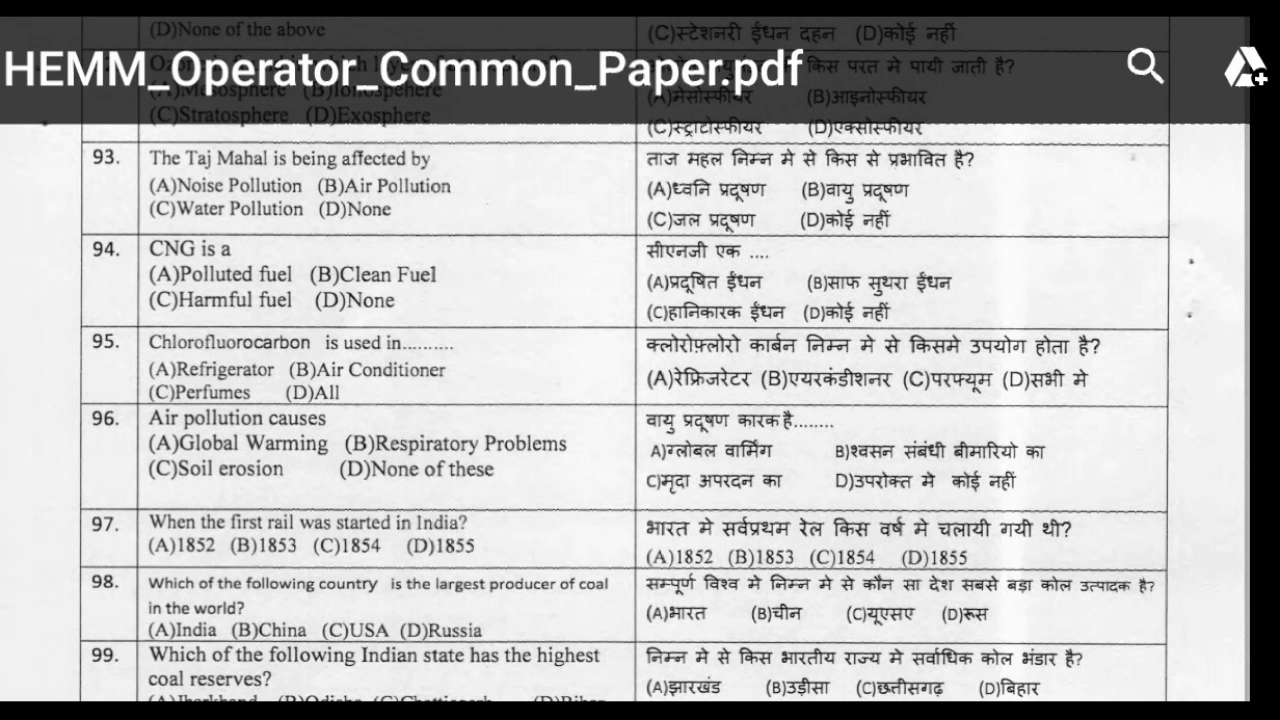 (D)None of the above
(C)स्टेशनरी ईंधन दहन (D)कोई नहीं
HEMM_Operator_Common_Paper.pdf
किस परत मे पायी जाती है?
(A)Mesosphere (B)Ionospehere
(A)मेसोस्फीयर (B)आइनोस्फीयर
(C)Stratosphere (D)Exosphere
(C)स्ट्राटोस्फीयर (D)एक्सोस्फीयर
93. The Taj Mahal is being affected by
(A)Noise Pollution (B)Air Pollution
(C)Water Pollution (D)None
ताज महल निम्न मे से किस से प्रभावित है?
(A)ध्वनि प्रदूषण (B)वायु प्रदूषण
(C)जल प्रदूषण (D)कोई नहीं
94. CNG is a
(A)Polluted fuel (B)Clean Fuel
(C)Harmful fuel (D)None
सीएनजी एक ....
(A)प्रदूषित ईंधन (B)साफ सुथरा ईंधन
(C)हानिकारक ईंधन (D)कोई नहीं
95. Chlorofluorocarbon is used in..........
(A)Refrigerator (B)Air Conditioner
(C)Perfumes (D)All
क्लोरोफ़्लोरो कार्बन निम्न मे से किसमे उपयोग होता है?
(A)रेफ्रिजरेटर (B)एयरकंडीशनर (C)परफ्यूम (D)सभी मे
96. Air pollution causes
(A)Global Warming (B)Respiratory Problems
(C)Soil erosion (D)None of these
वायु प्रदूषण कारक है........
A)ग्लोबल वार्मिंग B)श्वसन संबंधी बीमारियो का
C)मृदा अपरदन का D)उपरोक्त मे कोई नहीं
97. When the first rail was started in India?
(A)1852 (B)1853 (C)1854 (D)1855
भारत मे सर्वप्रथम रेल किस वर्ष मे चलायी गयी थी?
(A)1852 (B)1853 (C)1854 (D)1855
98. Which of the following country is the largest producer of coal
in the world?
(A)India (B)China (C)USA (D)Russia
सम्पूर्ण विश्व मे निम्न मे से कौन सा देश सबसे बड़ा कोल उत्पादक है?
(A)भारत (B)चीन (C)यूएसए (D)रूस
99. Which of the following Indian state has the highest
coal reserves?
(A)Jharkhand (B)Odisha (C)Chattisgarh (D)Bihar
निम्न मे से किस भारतीय राज्य मे सर्वाधिक कोल भंडार है?
(A)झारखंड (B)उड़ीसा (C)छत्तीसगढ़ (D)बिहार